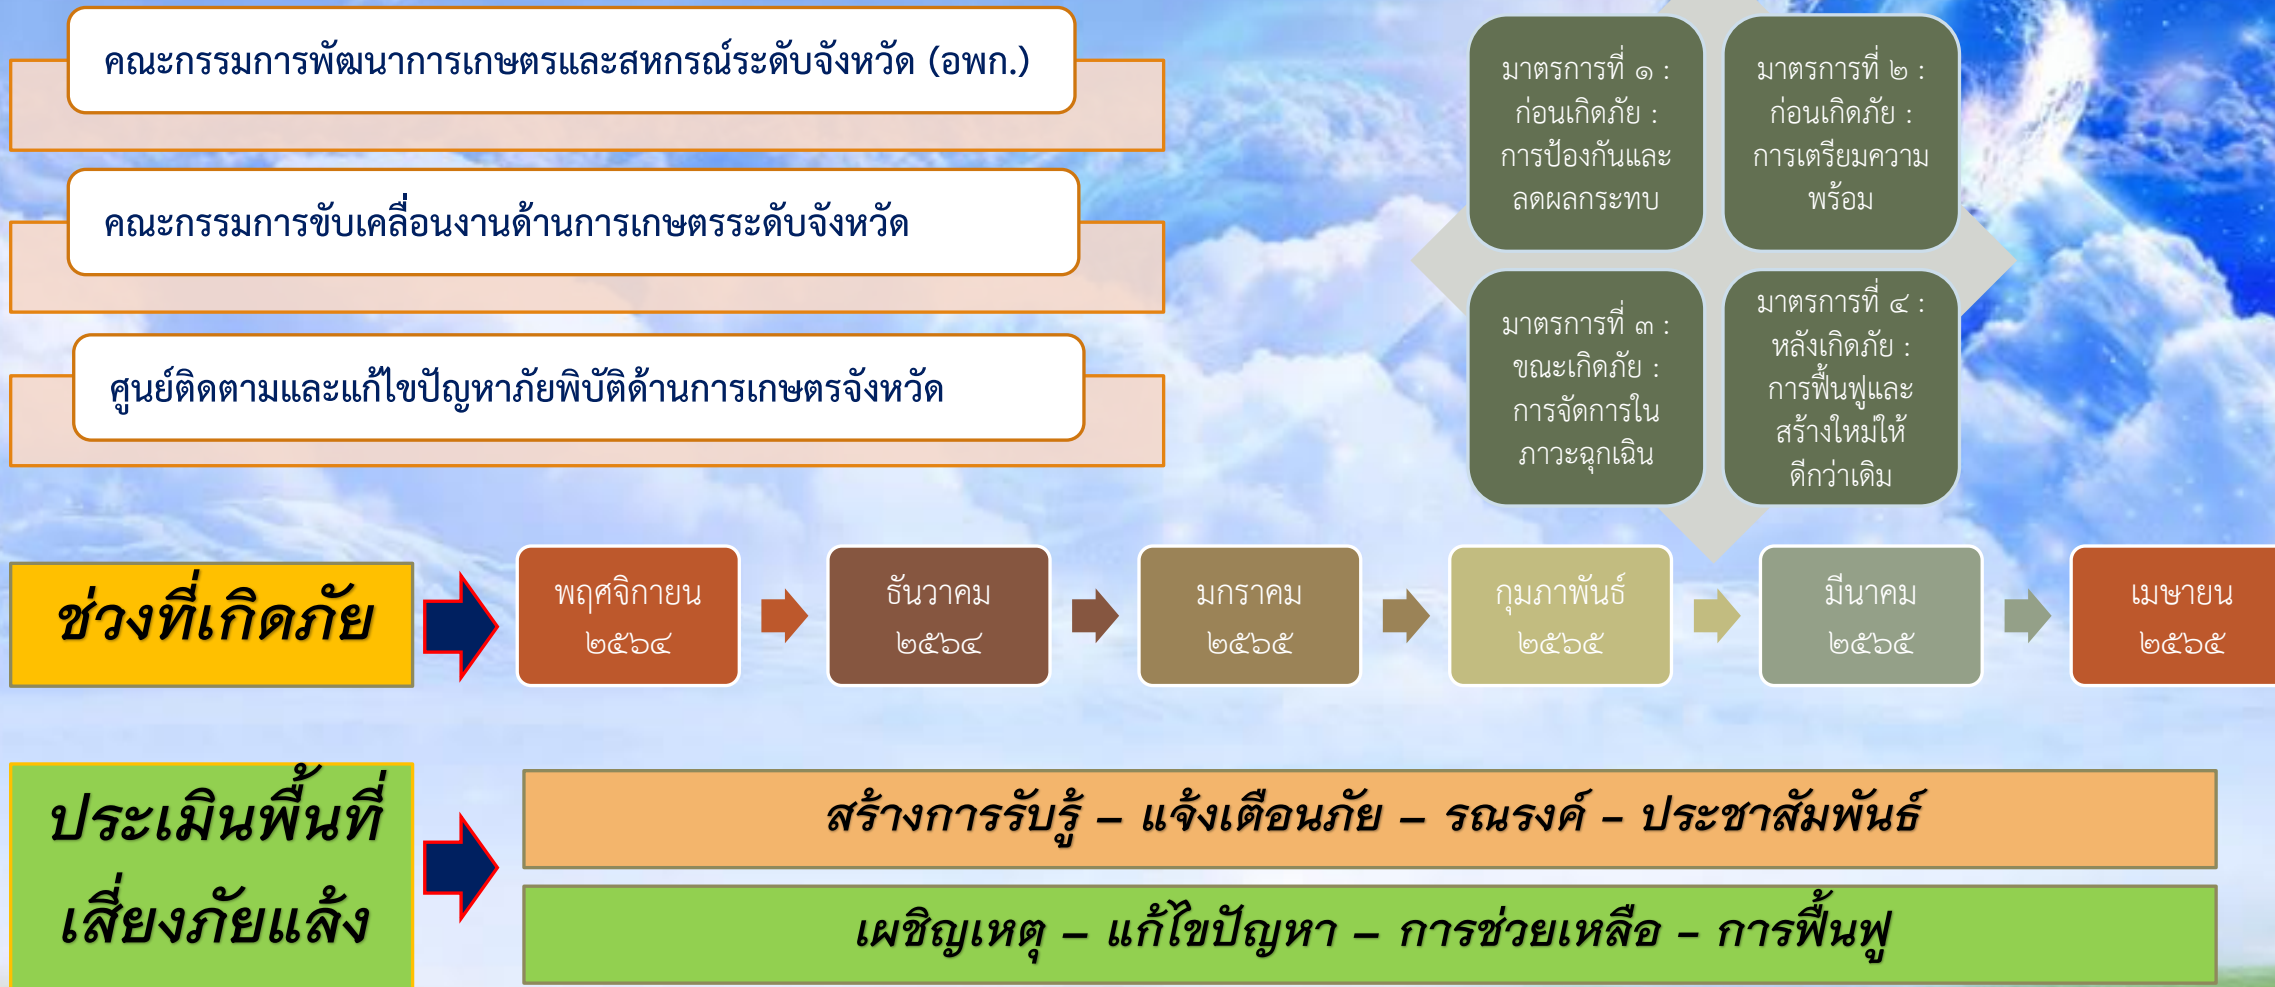 คณะกรรมการพัฒนาการเกษตรและสหกรณ์ระดับจังหวัด (อพก.)
คณะกรรมการขับเคลื่อนงานด้านการเกษตรระดับจังหวัด
ศูนย์ติดตามและแก้ไขปัญหาภัยพิบัติด้านการเกษตรจังหวัด
มาตรการที่ ๑ :
ก่อนเกิดภัย :
การป้องกันและ
ลดผลกระทบ
มาตรการที่ ๒ :
ก่อนเกิดภัย :
การเตรียมความ
พร้อม
มาตรการที่ ๓ :
ขณะเกิดภัย :
การจัดการใน
ภาวะฉุกเฉิน
มาตรการที่ ๔ :
หลังเกิดภัย :
การฟื้นฟูและ
สร้างใหม่ให้
ดีกว่าเดิม
ช่วงที่เกิดภัย
พฤศจิกายน
๒๕๖๔
ธันวาคม
๒๕๖๔
มกราคม
๒๕๖๕
กุมภาพันธ์
๒๕๖๕
มีนาคม
๒๕๖๕
เมษายน
๒๕๖๕
ประเมินพื้นที่
เสี่ยงภัยแล้ง
สร้างการรับรู้ – แจ้งเตือนภัย – รณรงค์ – ประชาสัมพันธ์
เผชิญเหตุ – แก้ไขปัญหา – การช่วยเหลือ – การฟื้นฟู